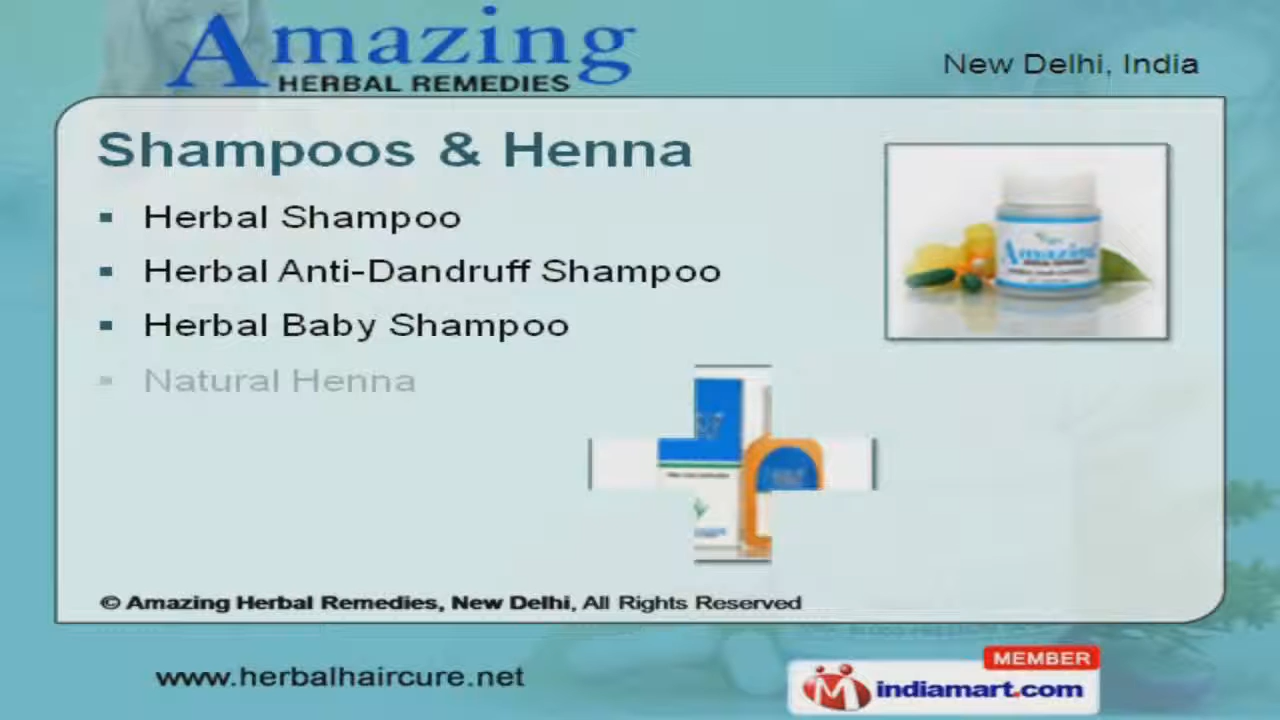 Amazing
HERBAL REMEDIES
New Delhi, India
Shampoos & Henna
Herbal Shampoo
Herbal Anti-Dandruff Shampoo
Herbal Baby Shampoo
Natural Henna
Amazing
© Amazing Herbal Remedies, New Delhi, All Rights Reserved
www.herbalhaircure.net
MEMBER
indiamart.com